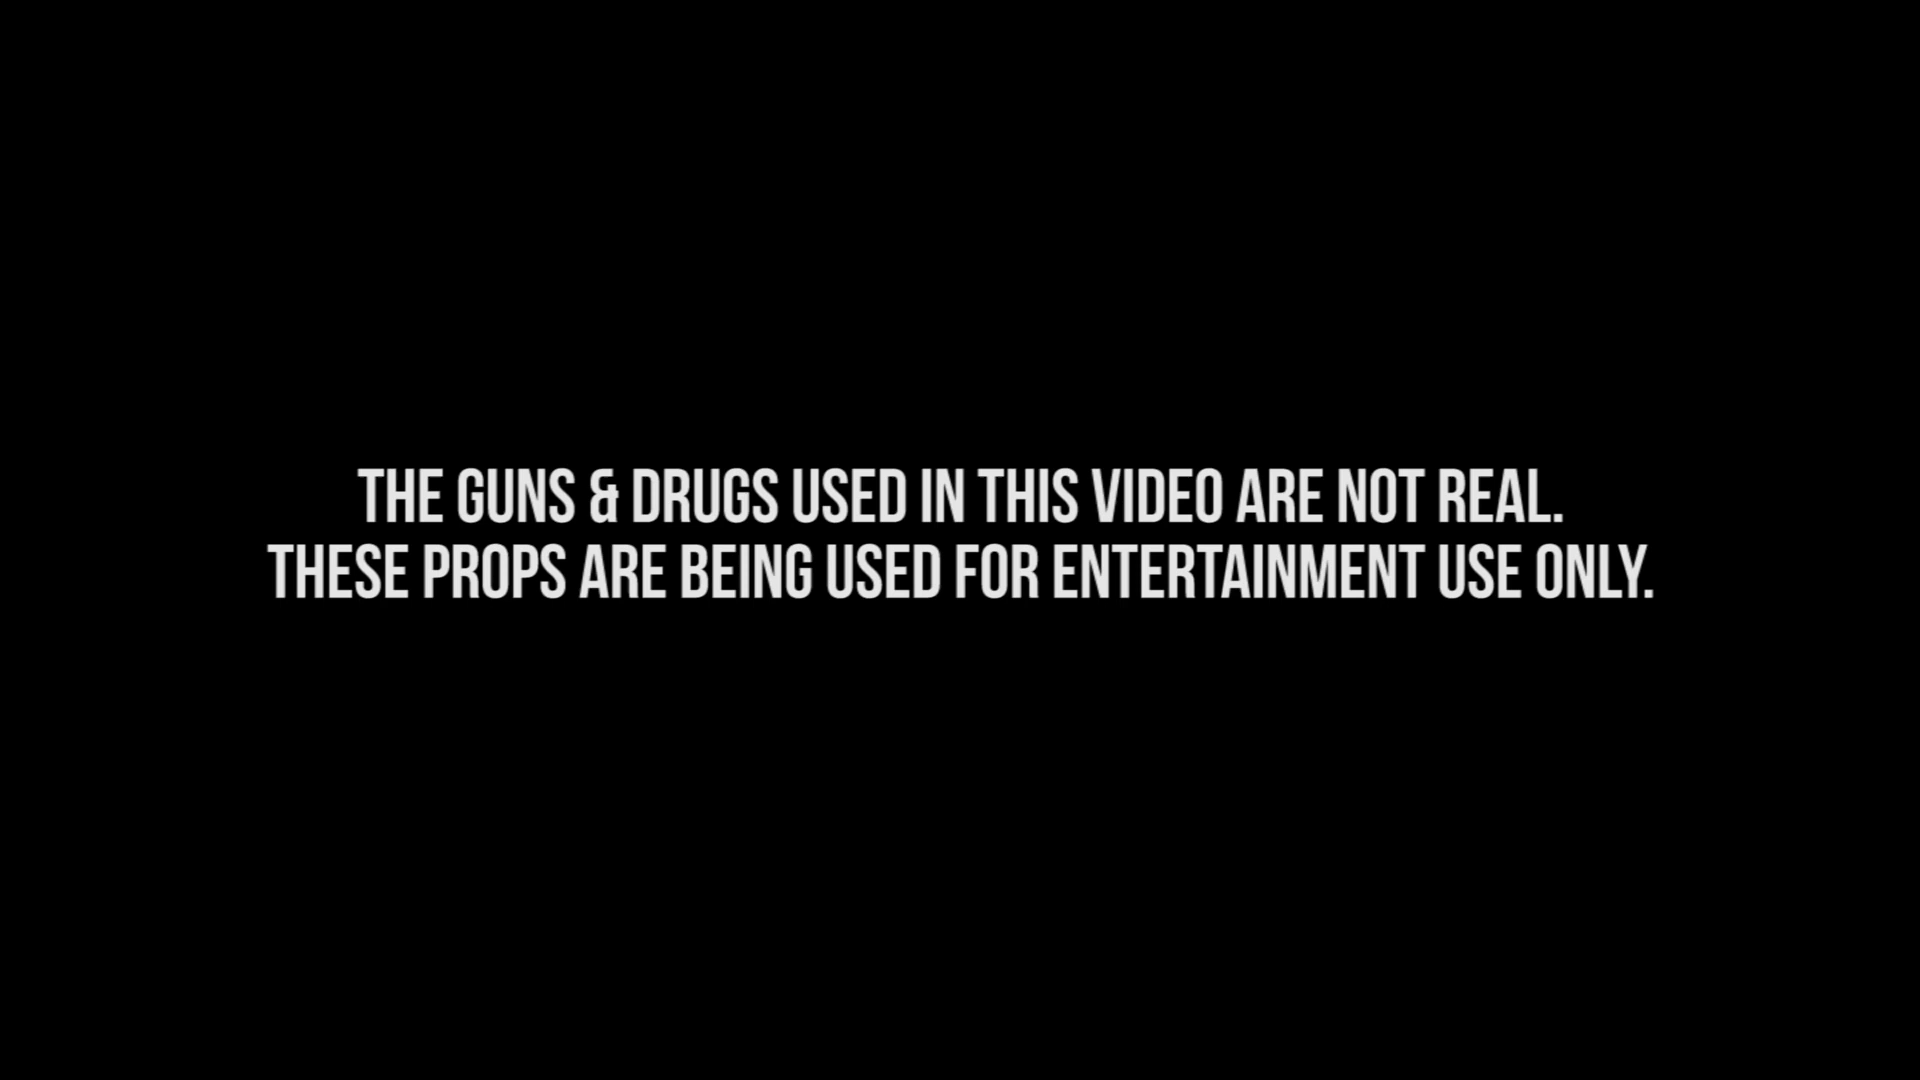 THE GUNS & DRUGS USED IN THIS VIDEO ARE NOT REAL.
THESE PROPS ARE BEING USED FOR ENTERTAINMENT USE ONLY.